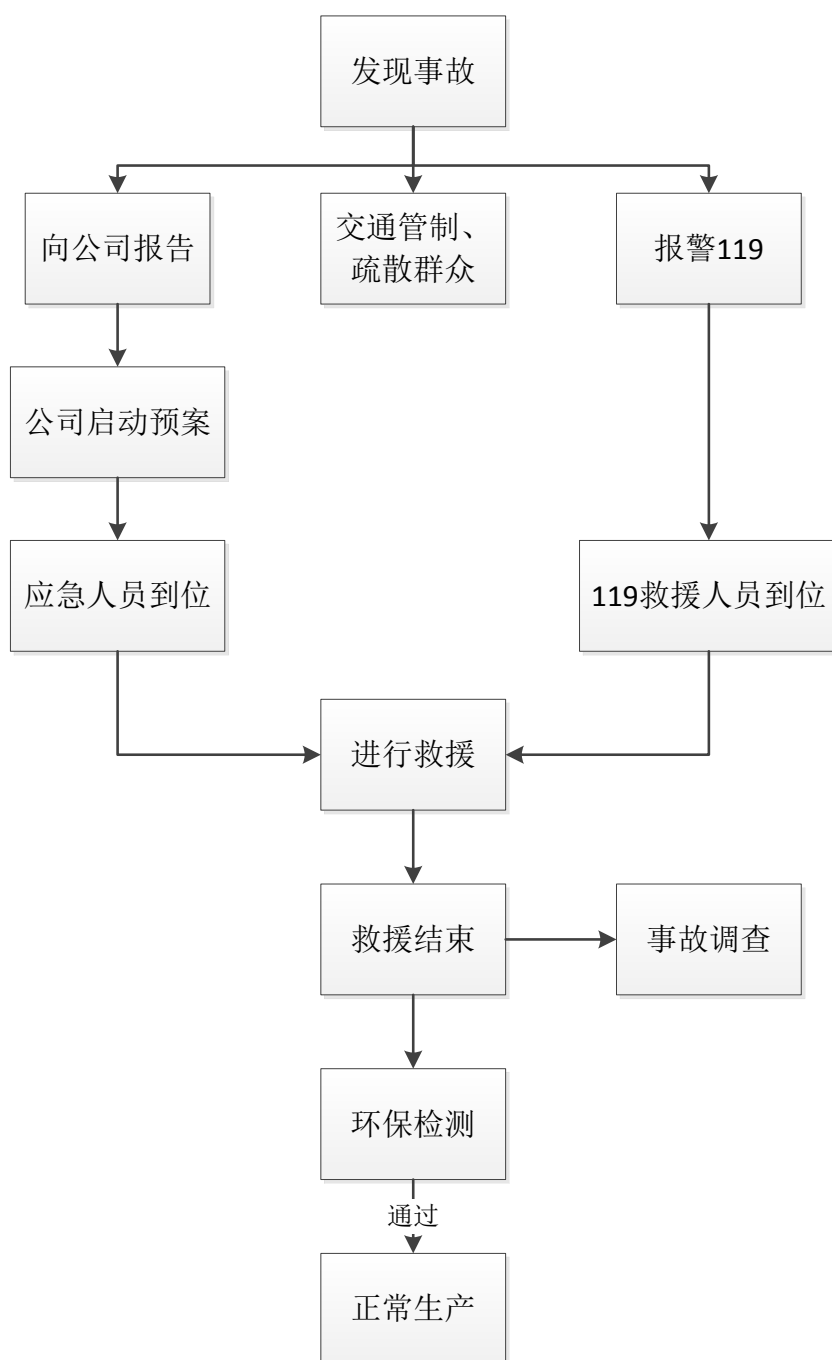 发现事故
向公司报告
交通管制、
疏散群众
报警119
公司启动预案
应急人员到位
119救援人员到位
进行救援
救援结束
事故调查
环保检测
通过
正常生产